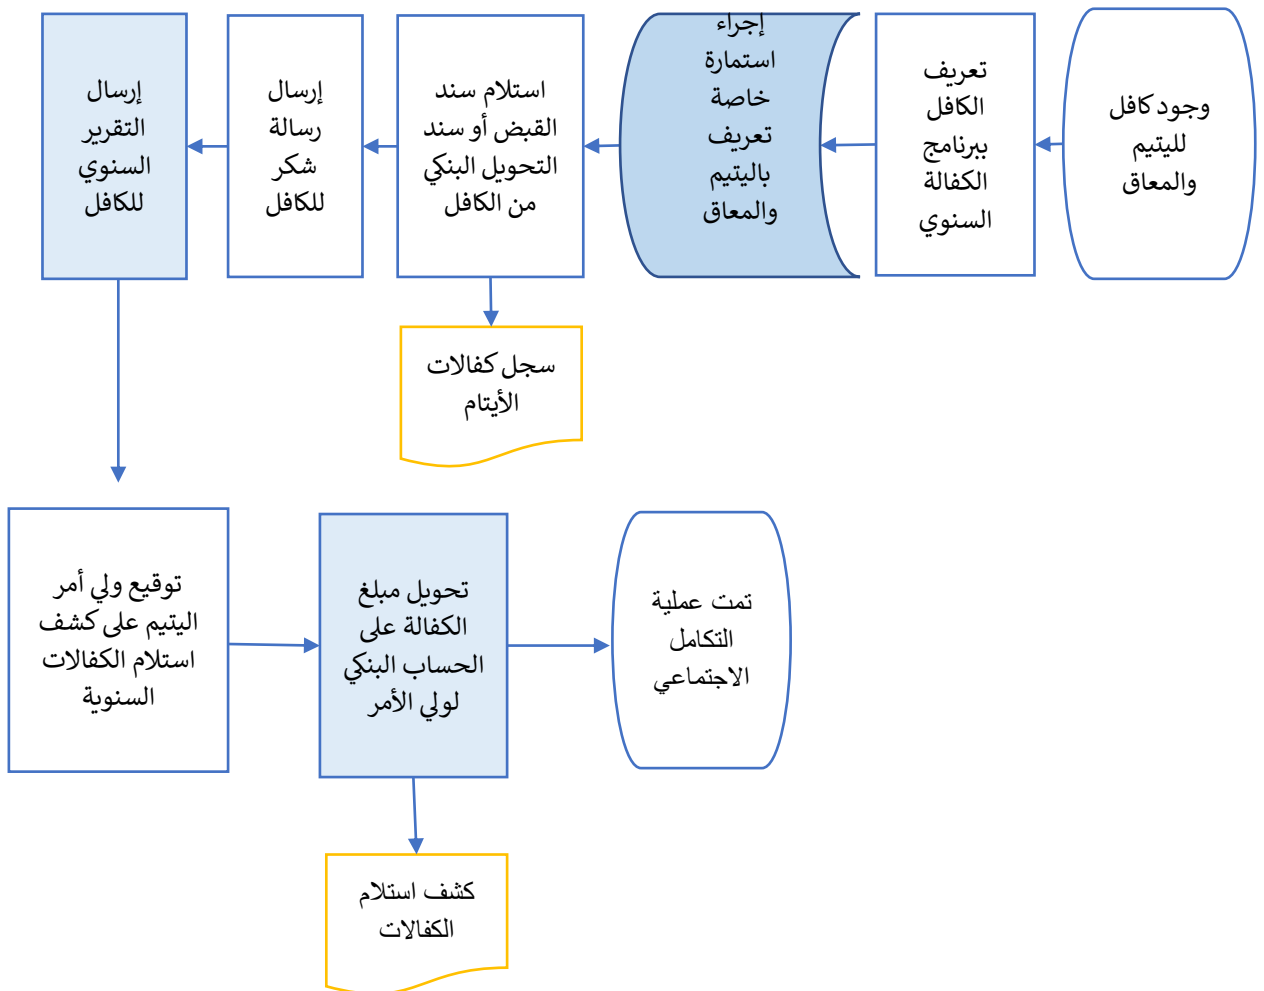 وجود كافل
لليتيم
والمعاق
تعريف
الكافل
ببرنامج
الكفالة
السنوي
إجراء
استمارة
خاصة
تعريف
باليتيم
والمعاق
استلام سند
القبض أو سند
التحويل البنكي
من الكافل
إرسال
رسالة
شكر
للكافل
إرسال
التقرير
السنوي
للكافل
سجل كفالات
الأيتام
توقيع ولي أمر
اليتيم على كشف
استلام الكفالات
السنوية
تحويل مبلغ
الكفالة على
الحساب البنكي
لولي الأمر
تمت عملية
التكامل
الاجتماعي
كشف استلام
الكفالات